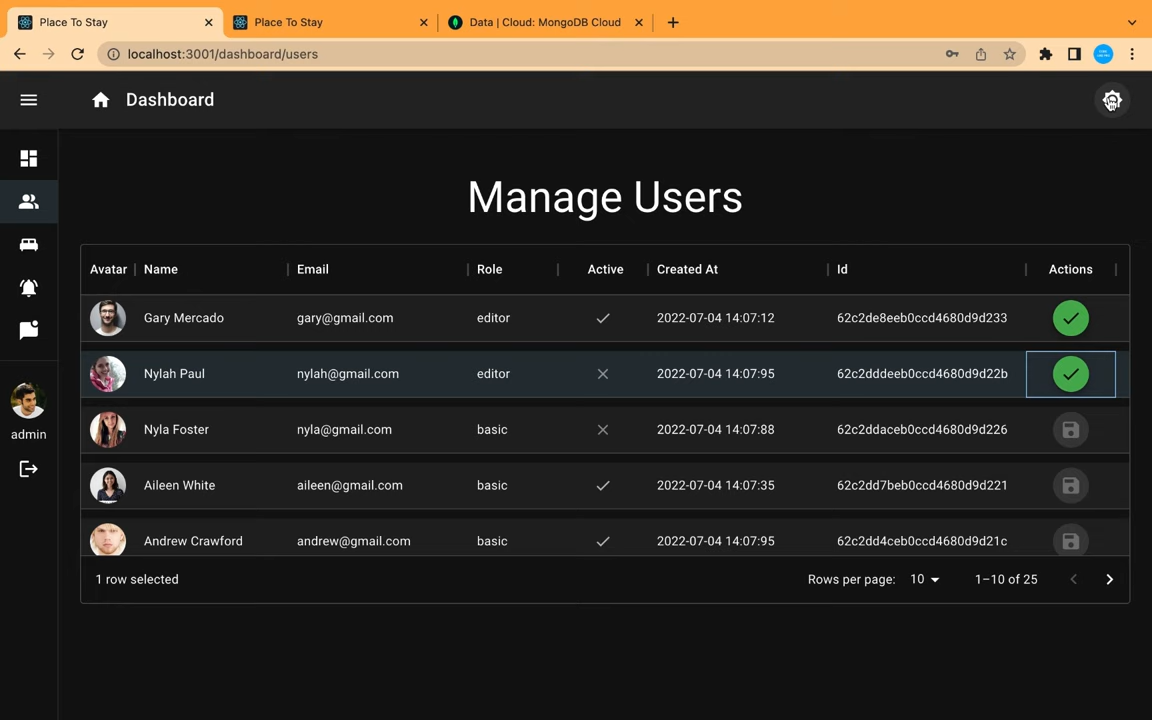 Place To Stay
Place To Stay
Data | Cloud: MongoDB Cloud
localhost:3001/dashboard/users
Dashboard
Manage Users
Avatar Name Email Role Active Created At Id Actions
Gary Mercado gary@gmail.com editor 2022-07-04 14:07:12 62c2de8eeb0ccd4680d9d233
Nylah Paul nylah@gmail.com editor 2022-07-04 14:07:95 62c2dddeeb0ccd4680d9d22b
Nyla Foster nyla@gmail.com basic 2022-07-04 14:07:88 62c2ddaceb0ccd4680d9d226
Aileen White aileen@gmail.com basic 2022-07-04 14:07:35 62c2dd7beb0ccd4680d9d221
Andrew Crawford andrew@gmail.com basic 2022-07-04 14:07:95 62c2dd4ceb0ccd4680d9d21c
admin
1 row selected
Rows per page: 10 1–10 of 25